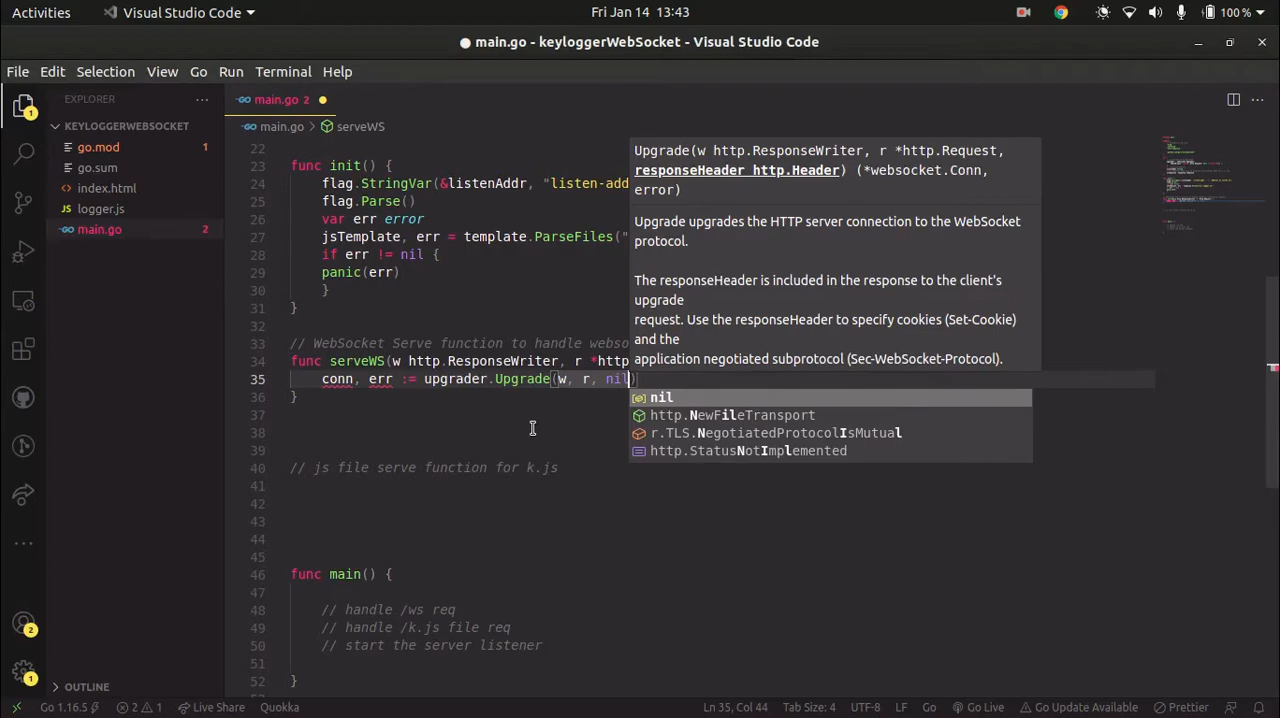 Activities Visual Studio Code Fri Jan 14 13:43 100 %
main.go - keyloggerWebSocket - Visual Studio Code
File Edit Selection View Go Run Terminal Help
EXPLORER
main.go 2
KEYLOGGERWEBSOCKET
main.go > serveWS
go.mod 1
go.sum
index.html
logger.js
main.go 2
22
23 func init() {
24 flag.StringVar(&listenAddr, "listen-add
25 flag.Parse()
26 var err error
27 jsTemplate, err = template.ParseFiles("
28 if err != nil {
29 panic(err)
30 }
31 }
32
33 // WebSocket Serve function to handle webso
34 func serveWS(w http.ResponseWriter, r *http
35 conn, err := upgrader.Upgrade(w, r, nil)
36 }
37
38
39
40 // js file serve function for k.js
41
42
43
44
45
46 func main() {
47
48 // handle /ws req
49 // handle /k.js file req
50 // start the server listener
51
52 }
53
Upgrade(w http.ResponseWriter, r *http.Request,
responseHeader http.Header) (*websocket.Conn,
error)
Upgrade upgrades the HTTP server connection to the WebSocket
protocol.
The responseHeader is included in the response to the client's
upgrade
request. Use the responseHeader to specify cookies (Set-Cookie)
and the
application negotiated subprotocol (Sec-WebSocket-Protocol).
nil
http.NewFileTransport
r.TLS.NegotiatedProtocolIsMutual
http.StatusNotImplemented
1
2
1
OUTLINE
Go 1.16.5 2 1 Live Share Quokka Ln 35, Col 44 Tab Size: 4 UTF-8 LF Go Go Live Go Update Available Prettier